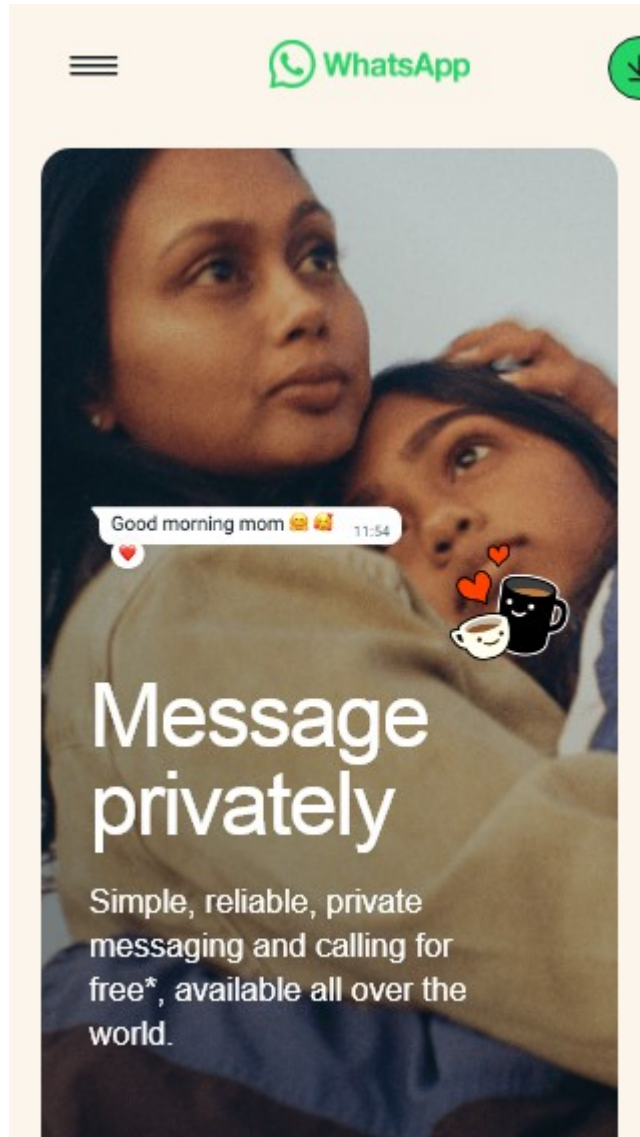 WhatsApp
Good morning mom 🤗 🥰 11:54
❤️
Message
privately
Simple, reliable, private
messaging and calling for
free*, available all over the
world.